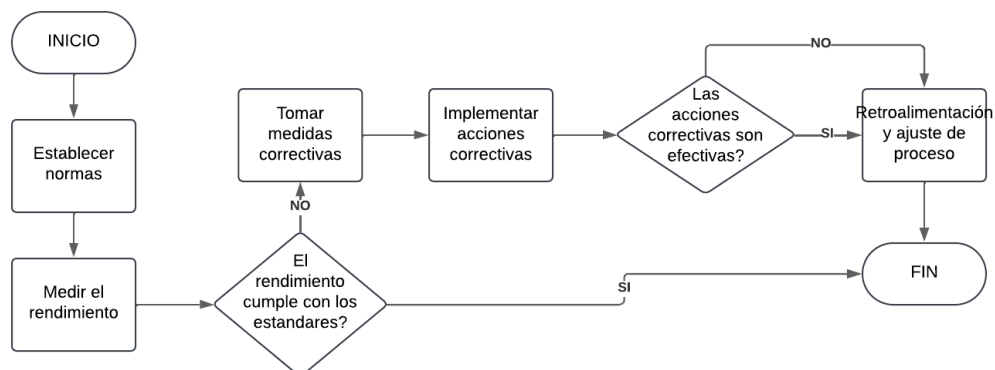 INICIO
Establecer
normas
Medir el
rendimiento
El
rendimiento
cumple con los
estandares?
NO
Tomar
medidas
correctivas
Implementar
acciones
correctivas
Las
acciones
correctivas son
efectivas?
NO
SI
Retroalimentación
y ajuste de
proceso
SI
FIN